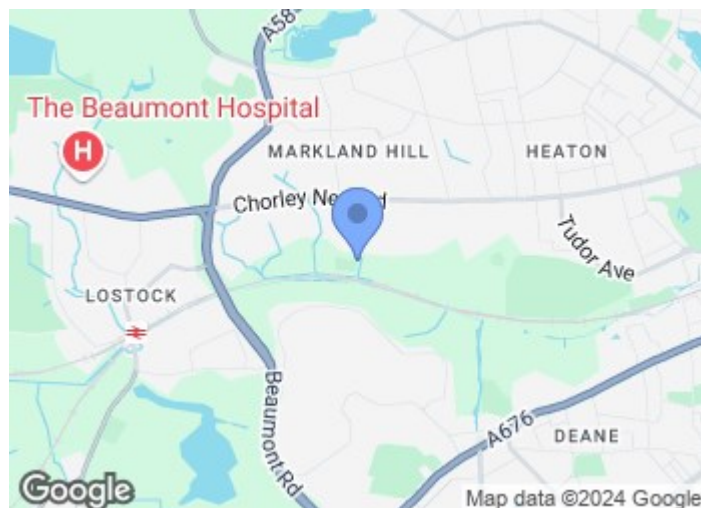 A58
The Beaumont Hospital
H
MARKLAND HILL
HEATON
Chorley New Rd
Tudor Ave
LOSTOCK
Beaumont Rd
A676
DEANE
Google
Map data ©2024 Google